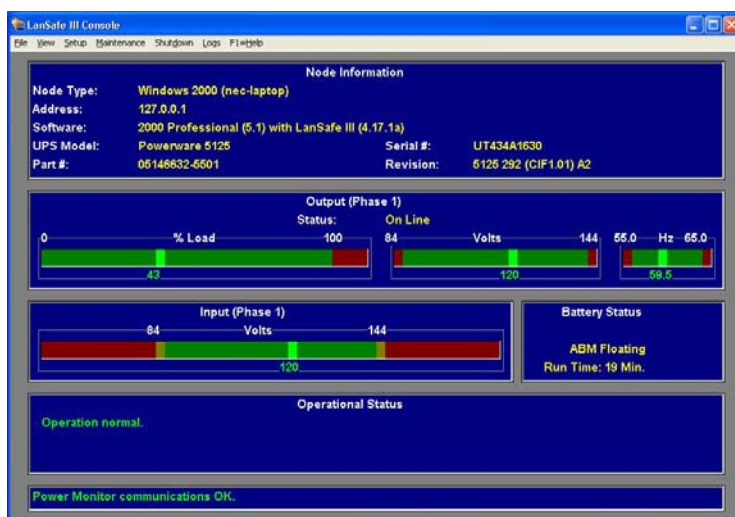 LanSafe III Console
File View Setup Maintenance Shutdown Logs F1=Help
Node Information
Node Type: Windows 2000 (nec-laptop)
Address: 127.0.0.1
Software: 2000 Professional (5.1) with LanSafe III (4.17.1a)
UPS Model: Powerware 5125 Serial #: UT434A1630
Part #: 05146632-5501 Revision: 5125 292 (CIF1.01) A2
Output (Phase 1)
Status: On Line
0 % Load 100 84 Volts 144 55.0 Hz 65.0
43 120 59.5
Input (Phase 1)
84 Volts 144
120
Battery Status
ABM Floating
Run Time: 19 Min.
Operational Status
Operation normal.
Power Monitor communications OK.